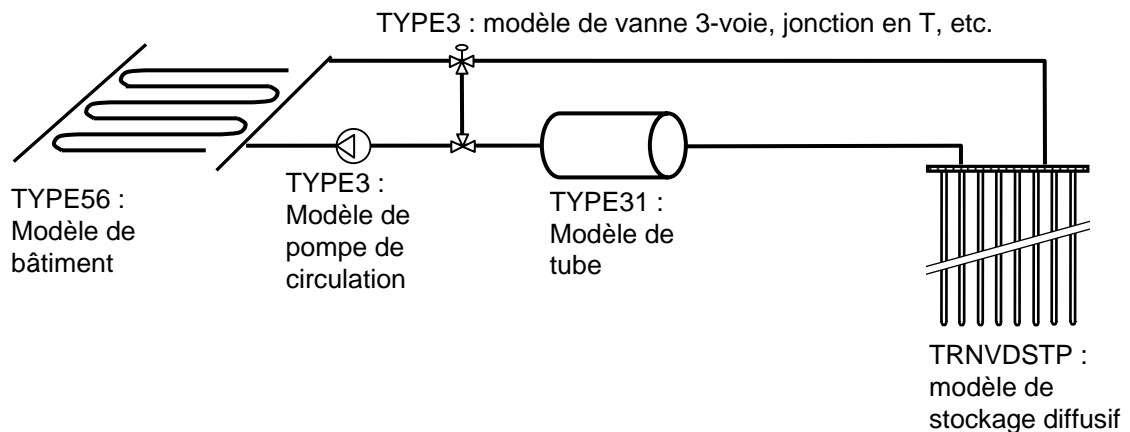 TYPE3 : modèle de vanne 3-voie, jonction en T, etc.
TYPE56 :
Modèle de
bâtiment
TYPE3 :
Modèle de
pompe de
circulation
TYPE31 :
Modèle de
tube
TRNVDSTP :
modèle de
stockage diffusif